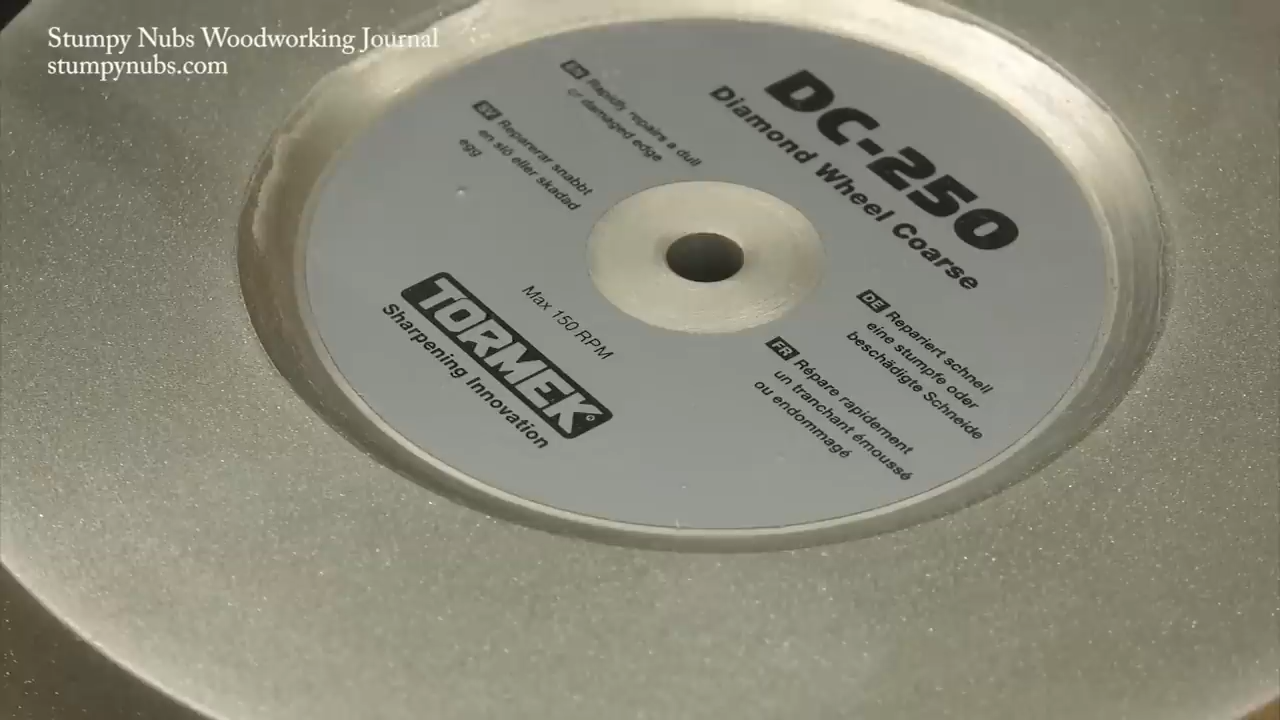 Stumpy Nubs Woodworking Journal
stumpynubs.com
DC-250
Diamond Wheel Coarse
EN Rapidly repairs a dull
or damaged edge
SV Reparerar snabbt
en slö eller skadad
egg
Max 150 RPM
TORMEK®
Sharpening Innovation
DE Repariert schnell
eine stumpfe oder
beschädigte Schneide
FR Répare rapidement
un tranchant émoussé
ou endommagé